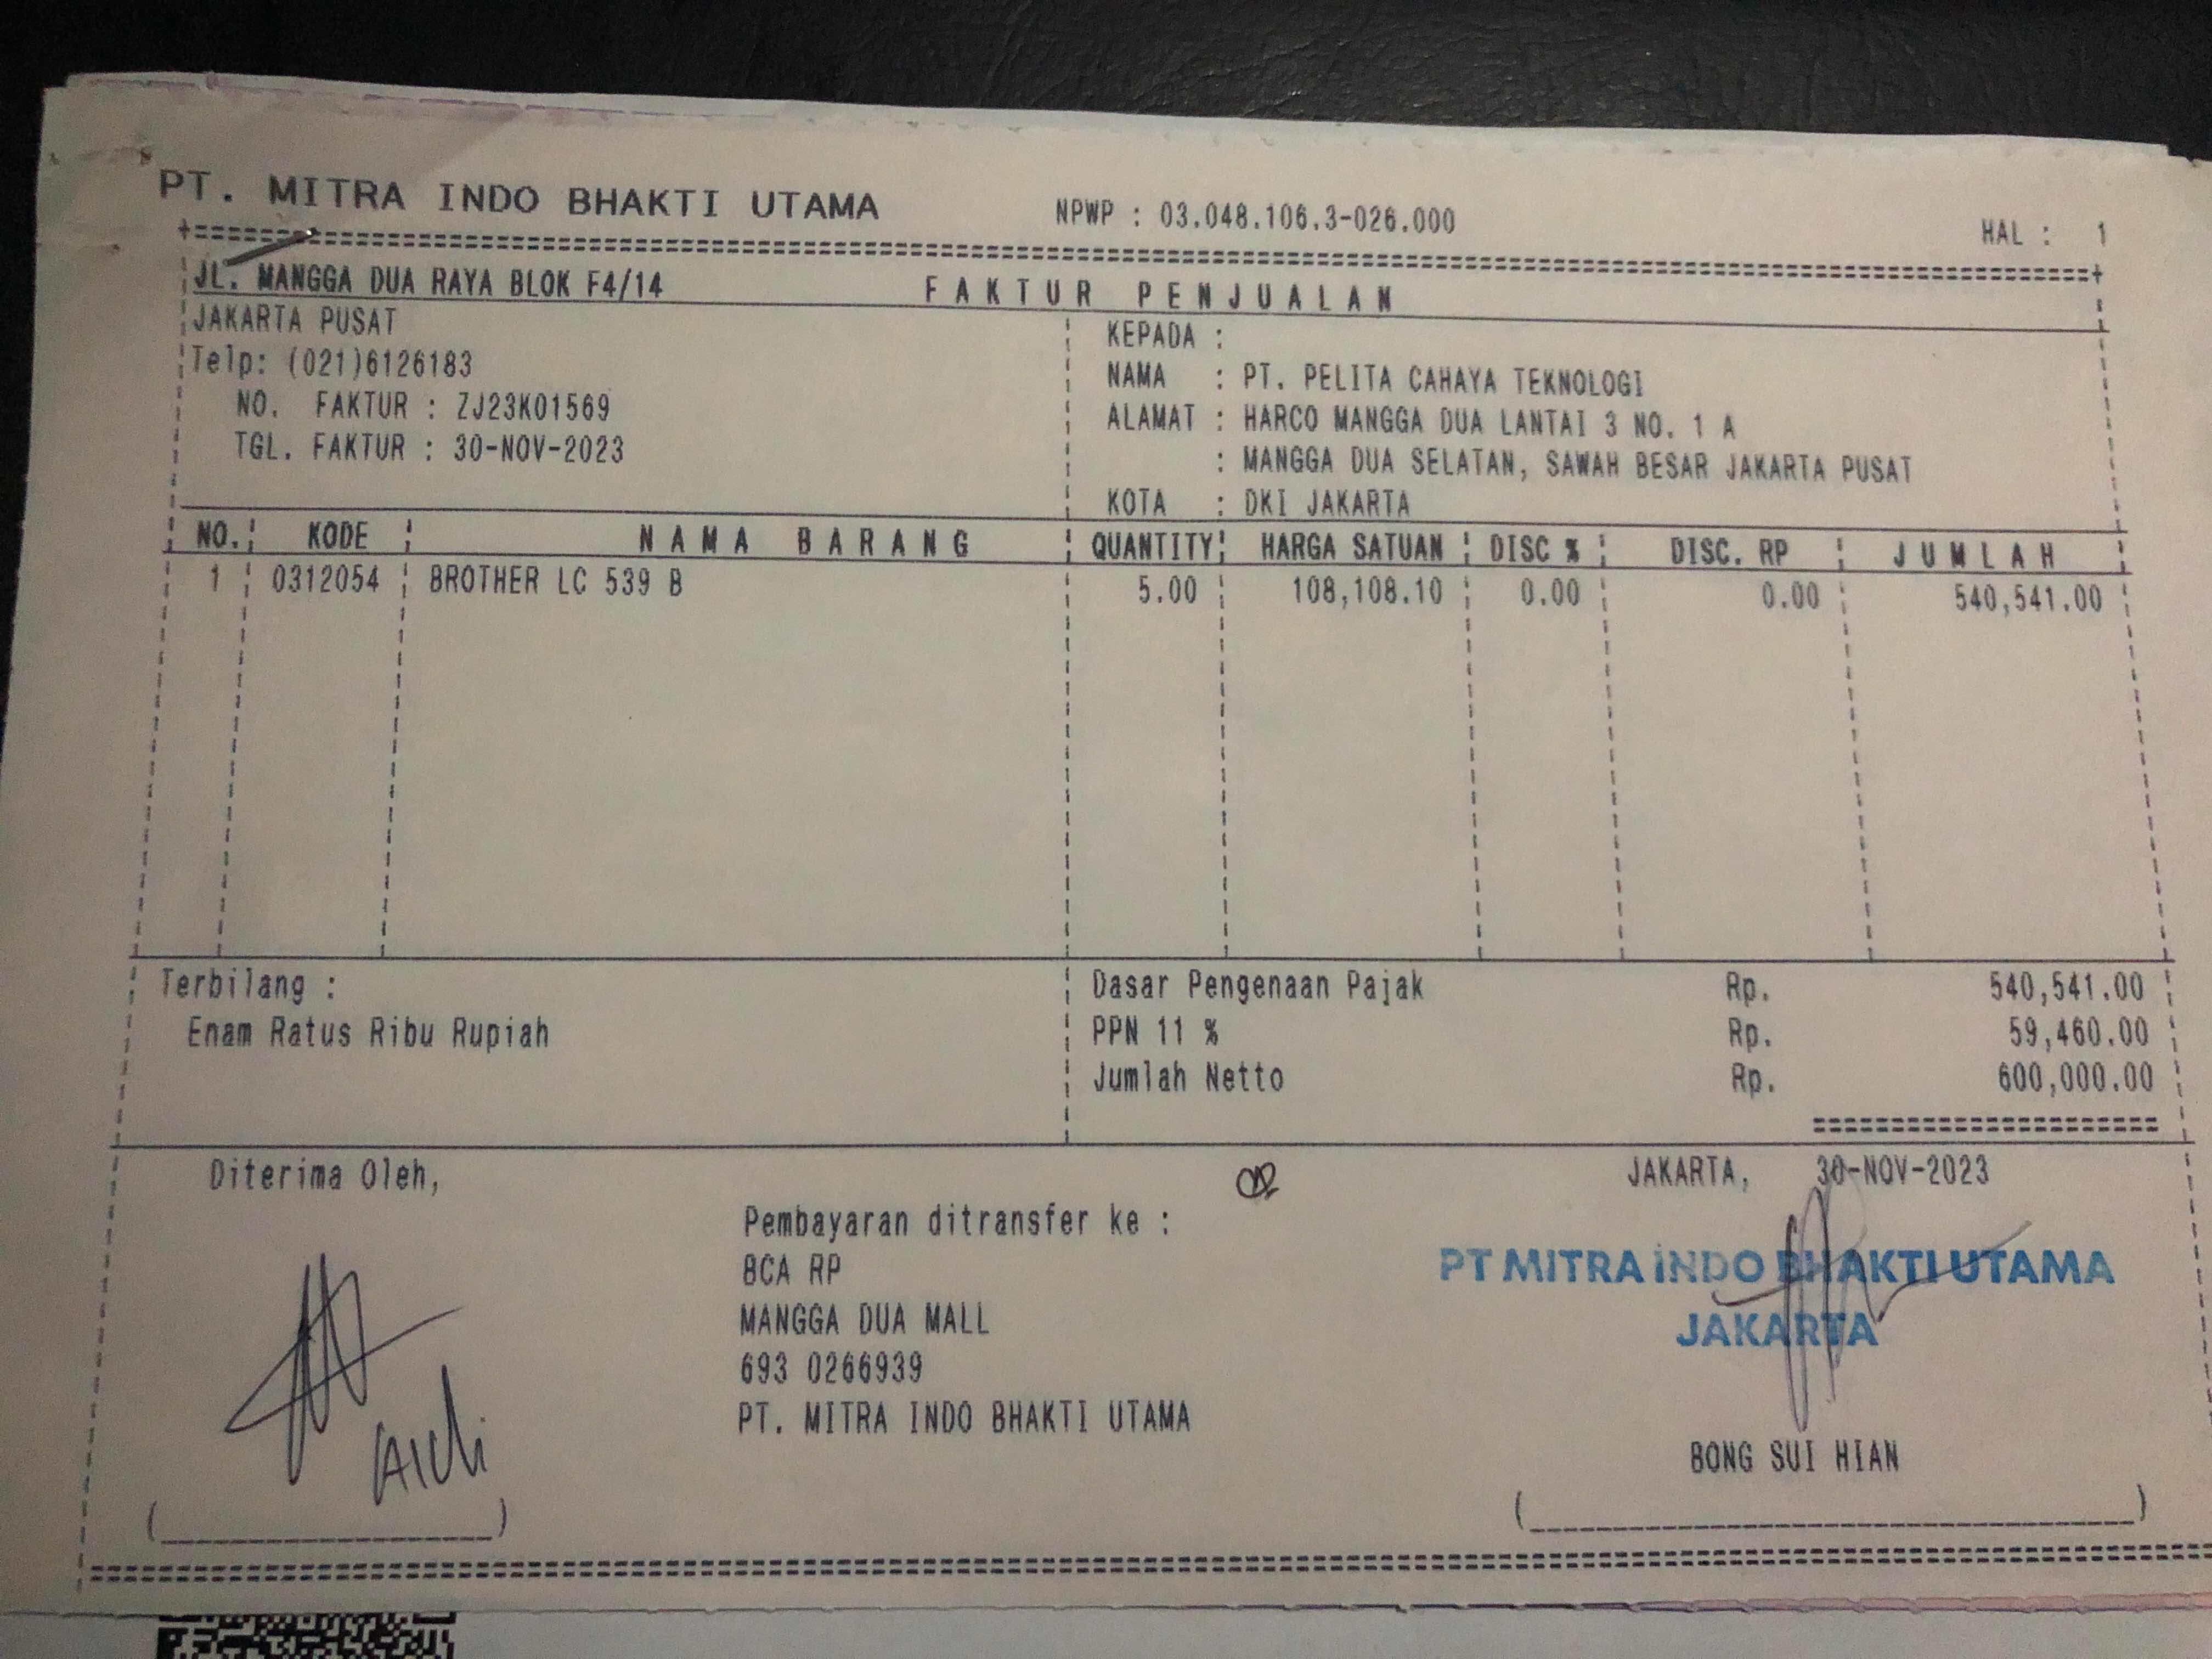 PT. MITRA INDO BHAKTI UTAMA NPWP : 03.048.106.3-026.000 HAL : 1
JL. MANGGA DUA RAYA BLOK F4/14 FAKTUR PENJUALAN
JAKARTA PUSAT
Telp: (021)6126183
NO. FAKTUR : ZJ23K01569
TGL. FAKTUR : 30-NOV-2023
KEPADA :
NAMA : PT. PELITA CAHAYA TEKNOLOGI
ALAMAT : HARCO MANGGA DUA LANTAI 3 NO. 1 A
: MANGGA DUA SELATAN, SAWAH BESAR JAKARTA PUSAT
KOTA : DKI JAKARTA
NO. KODE NAMA BARANG QUANTITY HARGA SATUAN DISC % DISC. RP JUMLAH
1 0312054 BROTHER LC 539 B 5.00 108,108.10 0.00 0.00 540,541.00
Terbilang :
Enam Ratus Ribu Rupiah
Dasar Pengenaan Pajak Rp. 540,541.00
PPN 11 % Rp. 59,460.00
Jumlah Netto Rp. 600,000.00
Diterima Oleh,
Aldi
Pembayaran ditransfer ke :
BCA RP
MANGGA DUA MALL
693 0266939
PT. MITRA INDO BHAKTI UTAMA
JAKARTA, 30-NOV-2023
PT MITRA INDO BHAKTI UTAMA
JAKARTA
BONG SUI HIAN